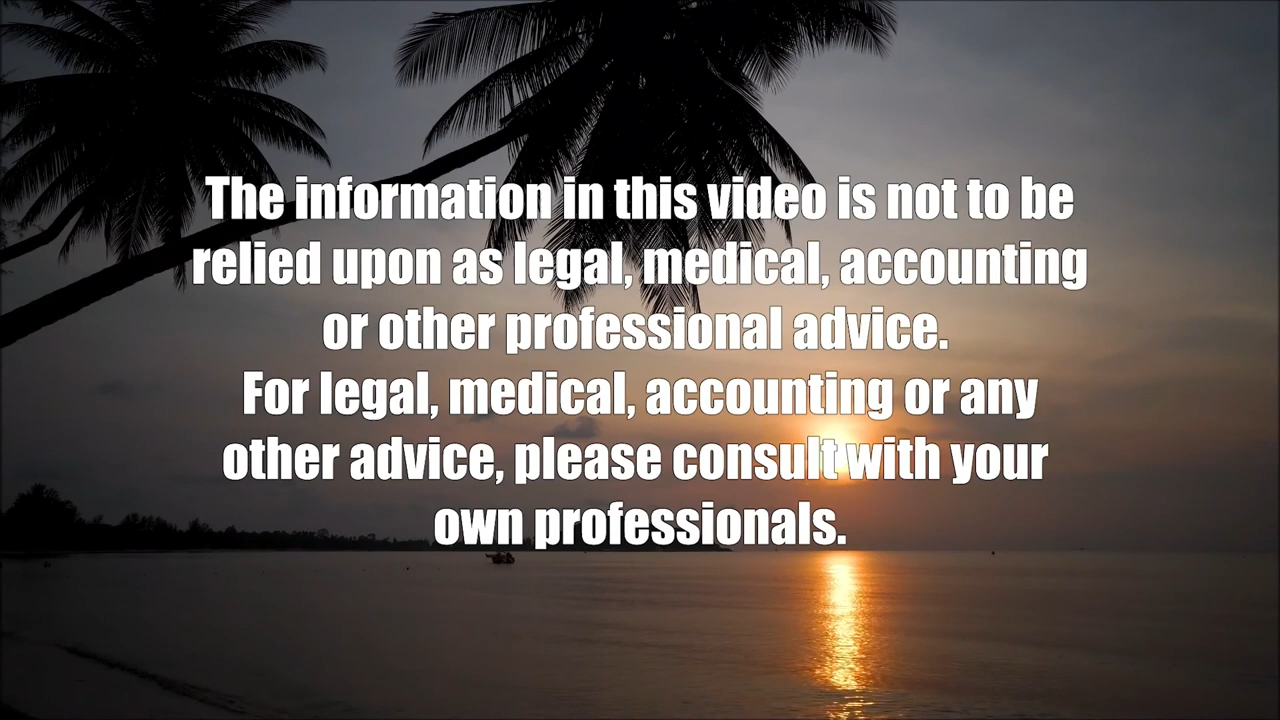 The information in this video is not to be
relied upon as legal, medical, accounting
or other professional advice.
For legal, medical, accounting or any
other advice, please consult with your
own professionals.